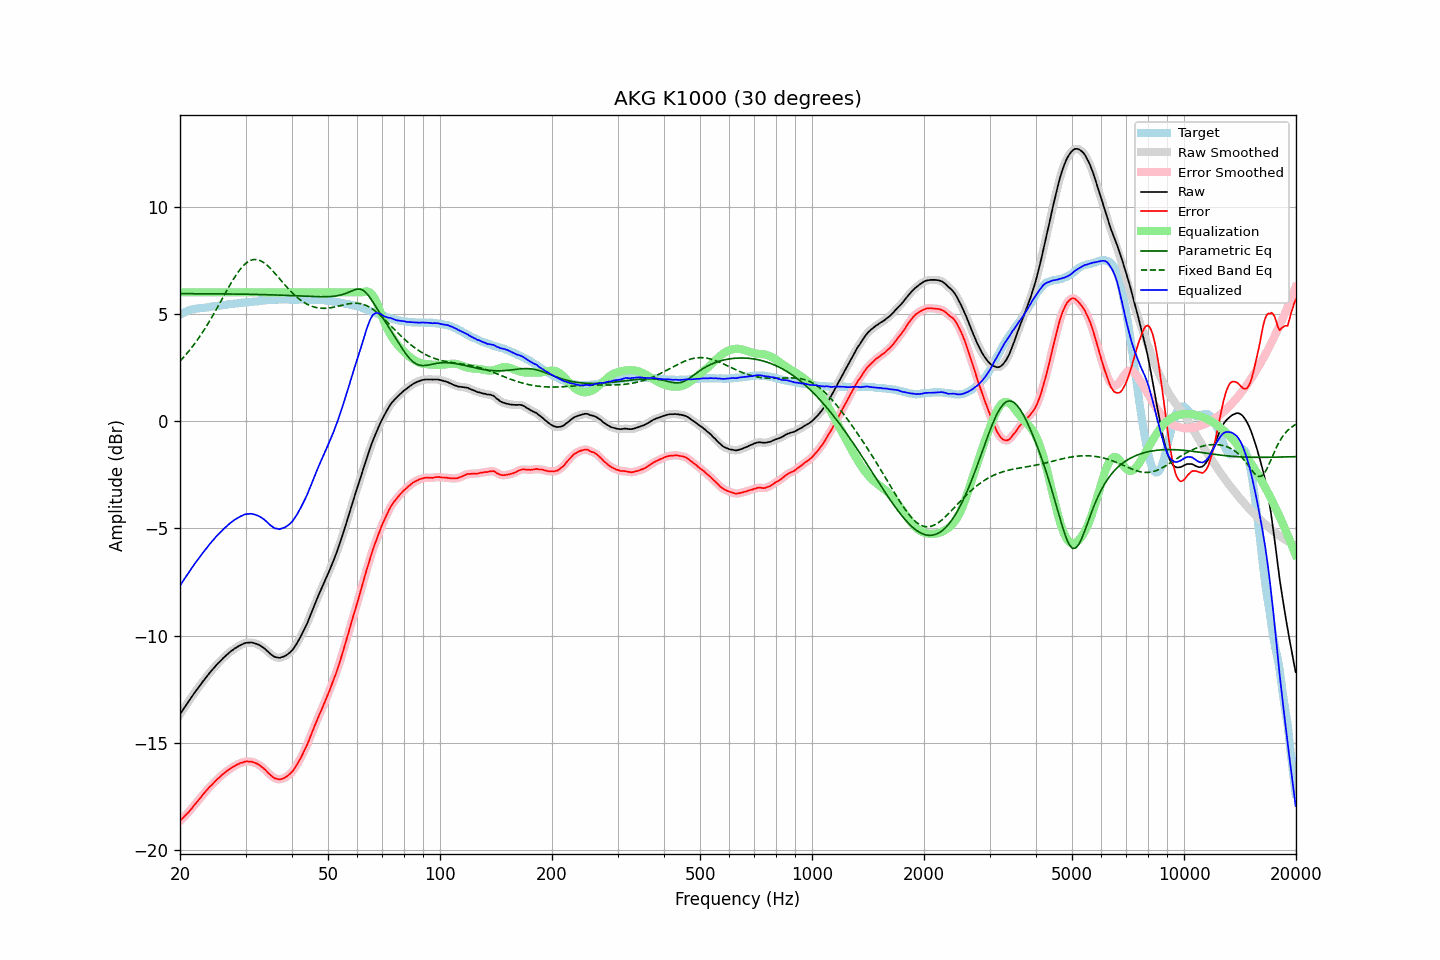 AKG K1000 (30 degrees)
Target
Raw Smoothed
Error Smoothed
Raw
Error
Equalization
Parametric Eq
Fixed Band Eq
Equalized
Amplitude (dBr)
10
5
0
−5
−10
−15
−20
20
50
100
200
500
1000
2000
5000
10000
20000
Frequency (Hz)